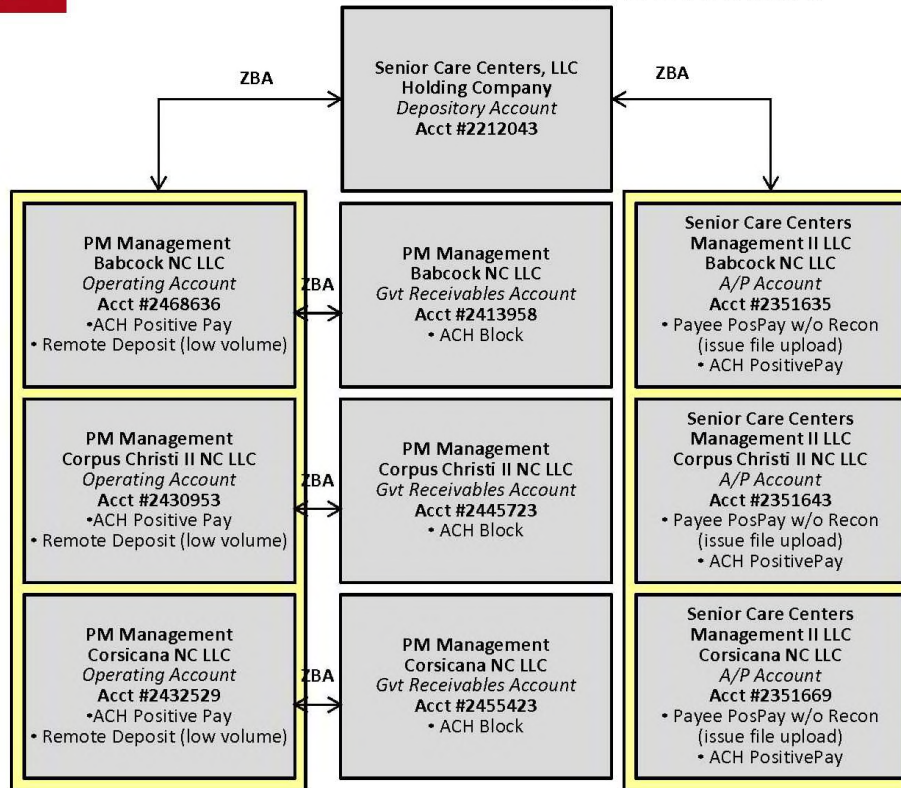 ZBA
Senior Care Centers, LLC
Holding Company
Depository Account
Acct #2212043
ZBA
PM Management
Babcock NC LLC
Operating Account
Acct #2468636
•ACH Positive Pay
• Remote Deposit (low volume)
ZBA
PM Management
Babcock NC LLC
Gvt Receivables Account
Acct #2413958
• ACH Block
Senior Care Centers
Management II LLC
Babcock NC LLC
A/P Account
Acct #2351635
• Payee PosPay w/o Recon
(issue file upload)
• ACH PositivePay
PM Management
Corpus Christi II NC LLC
Operating Account
Acct #2430953
•ACH Positive Pay
• Remote Deposit (low volume)
ZBA
PM Management
Corpus Christi II NC LLC
Gvt Receivables Account
Acct #2445723
• ACH Block
Senior Care Centers
Management II LLC
Corpus Christi II NC LLC
A/P Account
Acct #2351643
• Payee PosPay w/o Recon
(issue file upload)
• ACH PositivePay
PM Management
Corsicana NC LLC
Operating Account
Acct #2432529
•ACH Positive Pay
• Remote Deposit (low volume)
ZBA
PM Management
Corsicana NC LLC
Gvt Receivables Account
Acct #2455423
• ACH Block
Senior Care Centers
Management II LLC
Corsicana NC LLC
A/P Account
Acct #2351669
• Payee PosPay w/o Recon
(issue file upload)
• ACH PositivePay